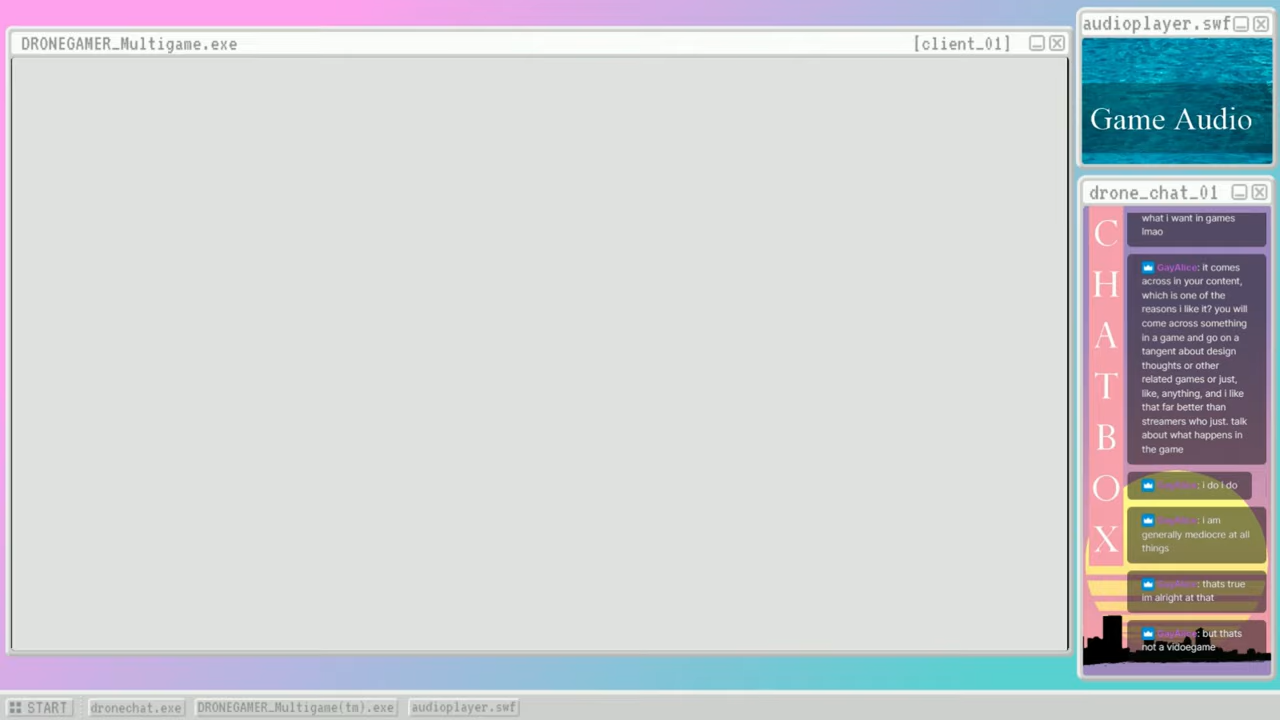 DRONEGAMER_Multigame.exe
[client_01]
audioplayer.swf
Game Audio
drone_chat_01
CHATBOX
what i want in games
lmao
GayAlice: it comes
across in your content,
which is one of the
reasons i like it? you will
come across something
in a game and go on a
tangent about design
thoughts or other
related games or just,
like, anything, and i like
that far better than
streamers who just. talk
about what happens in
the game
GayAlice: i do i do
GayAlice: i am
generally mediocre at all
things
GayAlice: thats true
im alright at that
GayAlice: but thats
not a vidoegame
START
dronechat.exe
DRONEGAMER_Multigame(tm).exe
audioplayer.swf